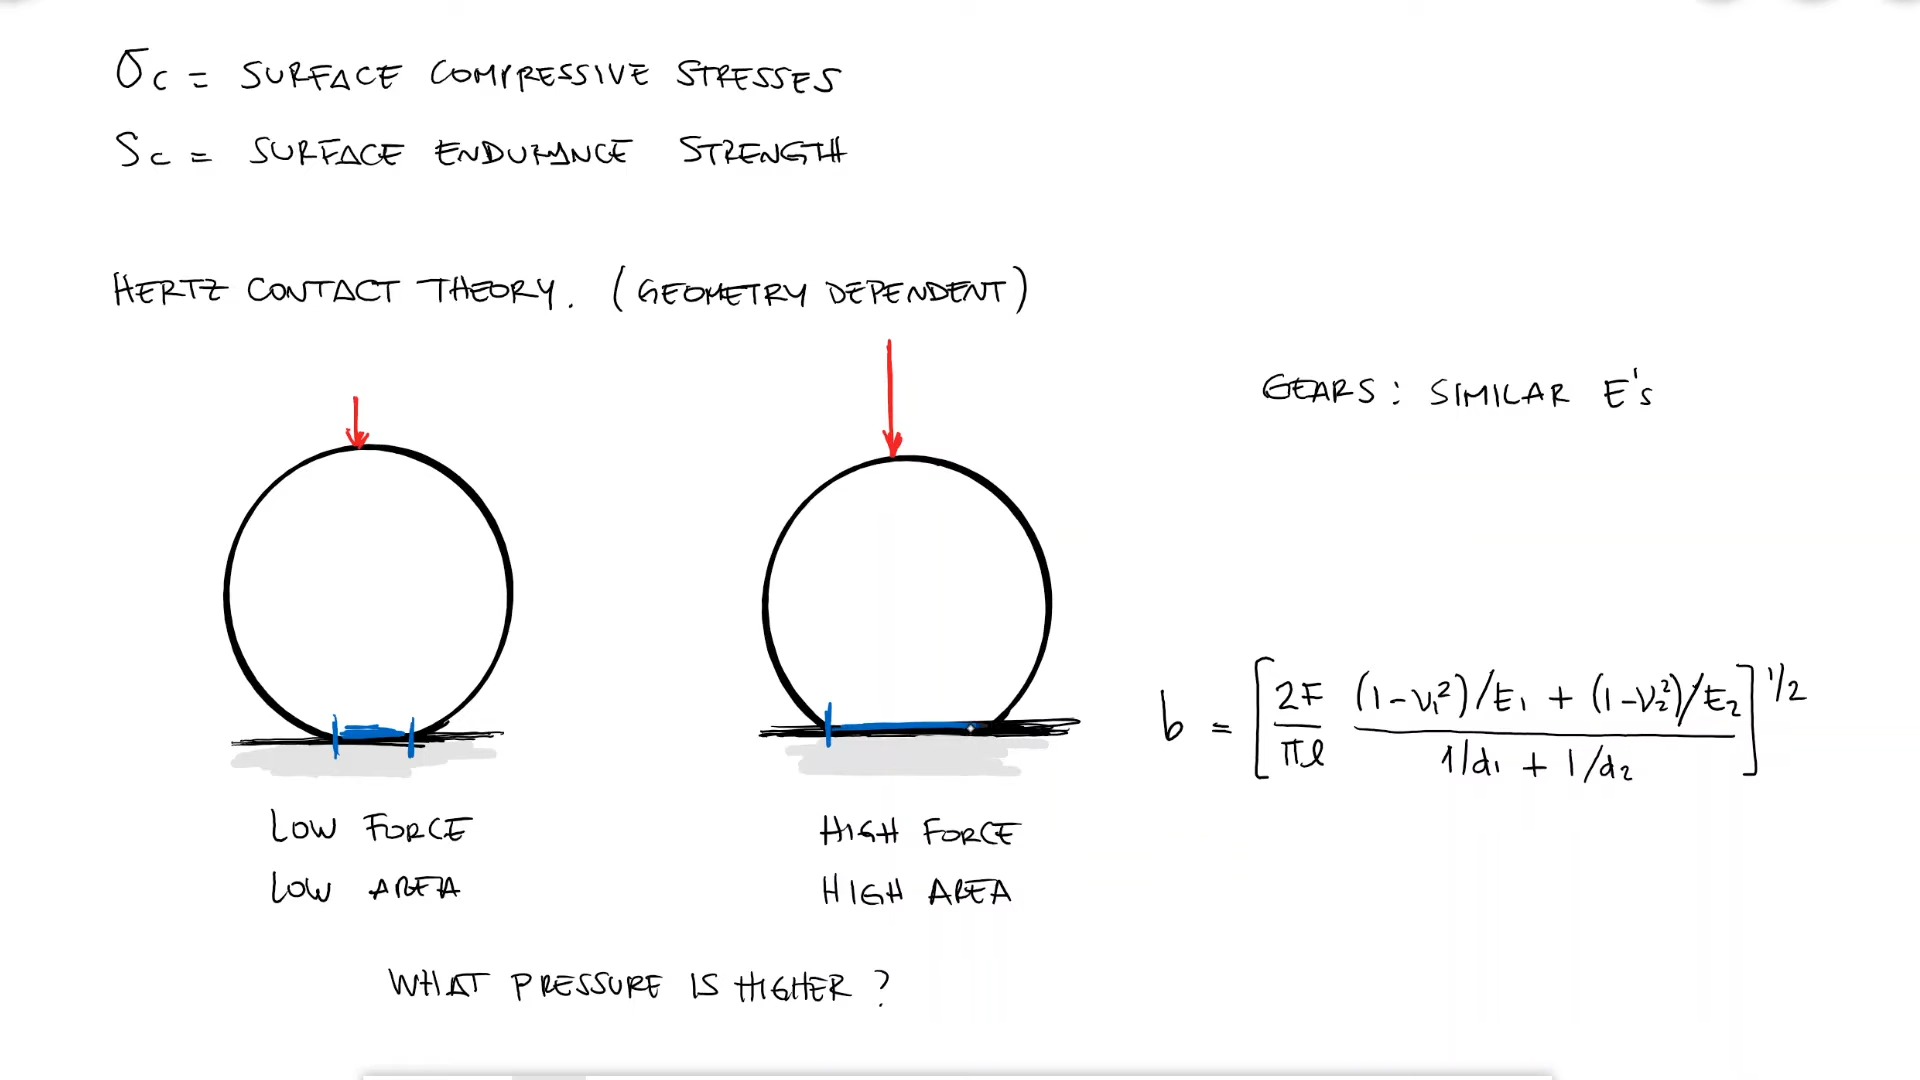 σc = SURFACE COMPRESSIVE STRESSES
Sc = SURFACE ENDURANCE STRENGTH
HERTZ CONTACT THEORY. (GEOMETRY DEPENDENT)
GEARS: SIMILAR E's
b = [2F/πl ((1-ν₁²)/E₁ + (1-ν₂²)/E₂)/(1/d₁ + 1/d₂)]^1/2
LOW FORCE
LOW AREA
HIGH FORCE
HIGH AREA
WHAT PRESSURE IS HIGHER?